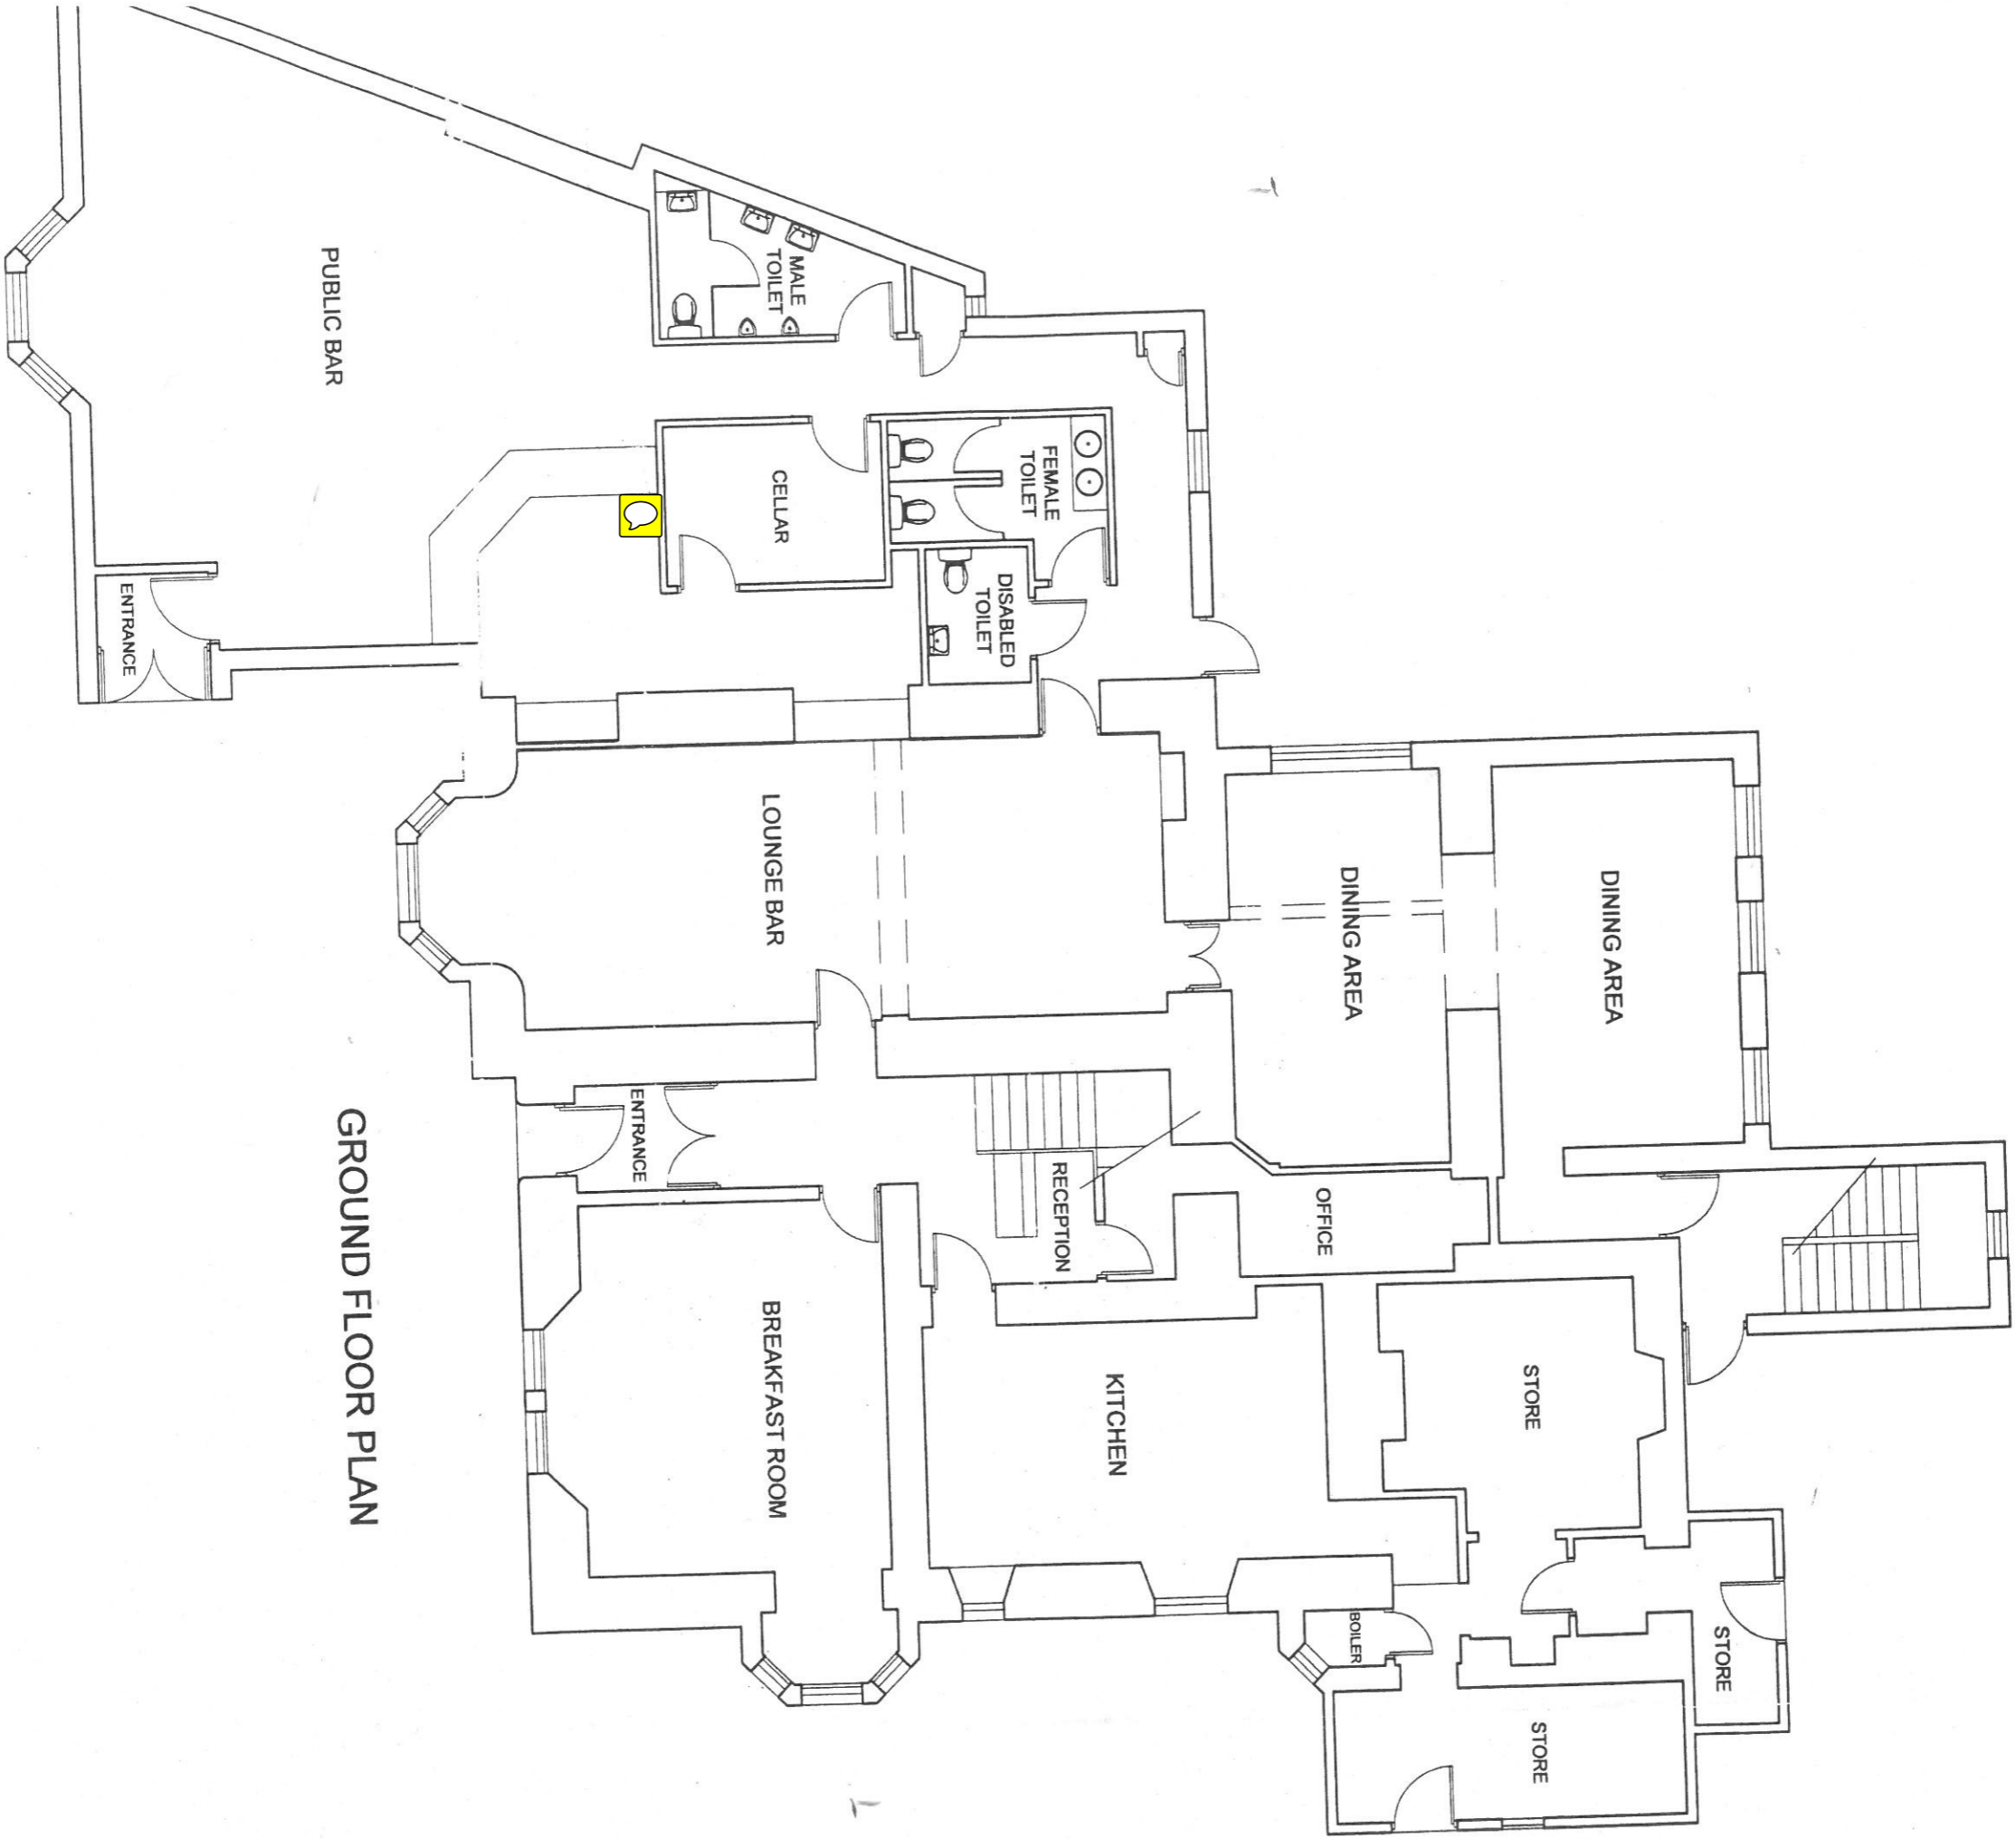 PUBLIC BAR
ENTRANCE
MALE
TOILET
CELLAR
FEMALE
TOILET
DISABLED
TOILET
LOUNGE BAR
DINING AREA
DINING AREA
ENTRANCE
RECEPTION
OFFICE
BREAKFAST ROOM
KITCHEN
STORE
BOILER
STORE
STORE
GROUND FLOOR PLAN